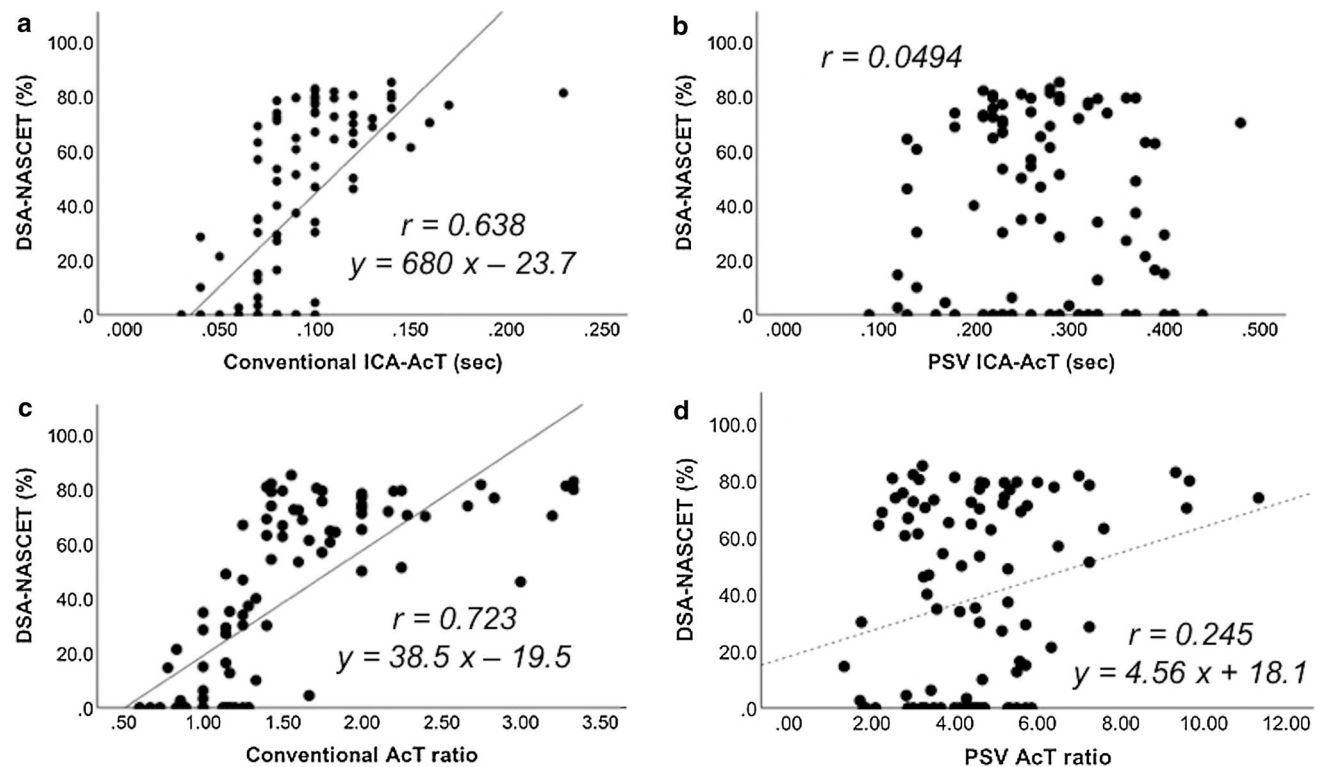 a
DSA-NASCET (%)
100.0
80.0
60.0
40.0
20.0
.0
r = 0.638
y = 680 x – 23.7
.000 .050 .100 .150 .200 .250
Conventional ICA-AcT (sec)
b
DSA-NASCET (%)
100.0
80.0
60.0
40.0
20.0
.0
r = 0.0494
.000 .100 .200 .300 .400 .500
PSV ICA-AcT (sec)
c
DSA-NASCET (%)
100.0
80.0
60.0
40.0
20.0
.0
r = 0.723
y = 38.5 x – 19.5
.50 1.00 1.50 2.00 2.50 3.00 3.50
Conventional AcT ratio
d
DSA-NASCET (%)
100.0
80.0
60.0
40.0
20.0
.0
r = 0.245
y = 4.56 x + 18.1
.00 2.00 4.00 6.00 8.00 10.00 12.00
PSV AcT ratio